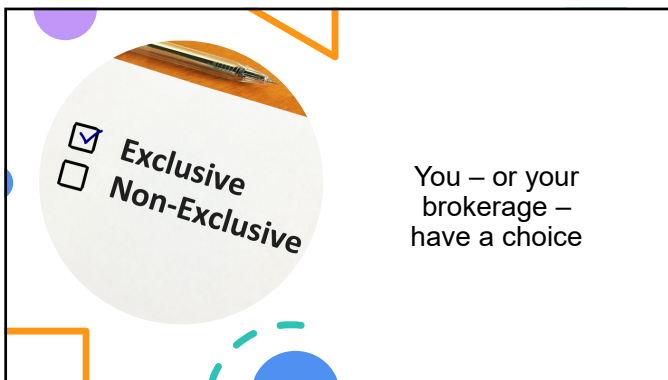 Exclusive
Non-Exclusive
You – or your
brokerage –
have a choice